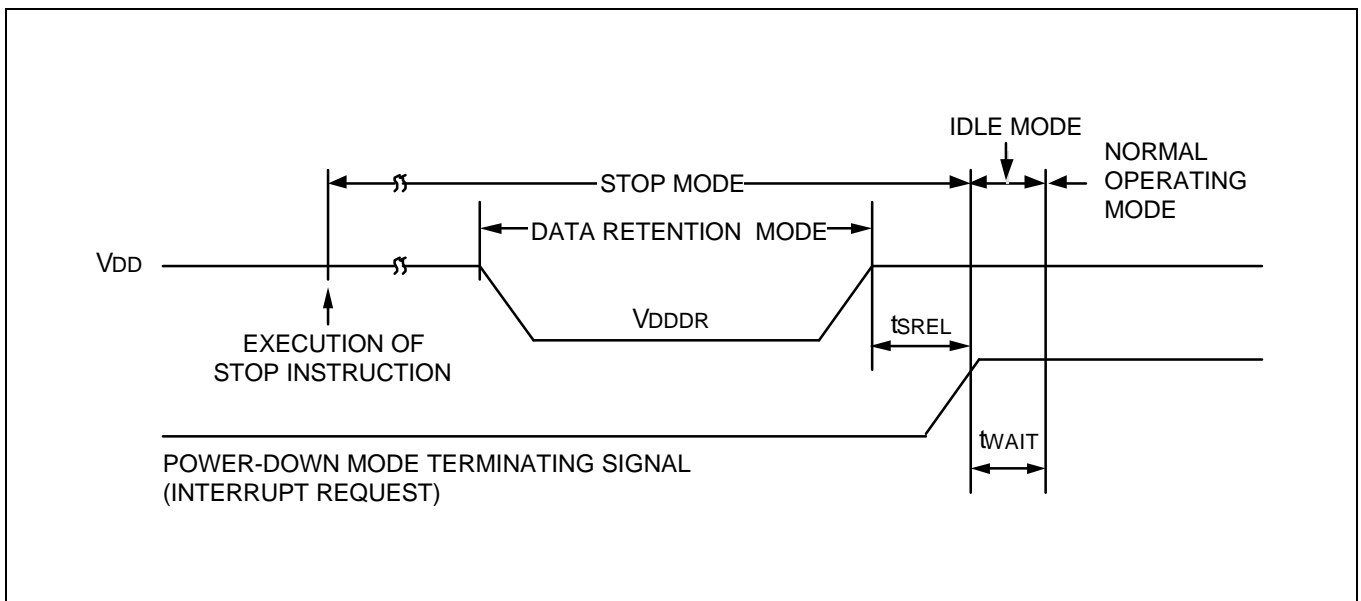 IDLE MODE
NORMAL
OPERATING
MODE
STOP MODE
DATA RETENTION MODE
VDD
VDDDR
tSREL
EXECUTION OF
STOP INSTRUCTION
tWAIT
POWER-DOWN MODE TERMINATING SIGNAL
(INTERRUPT REQUEST)